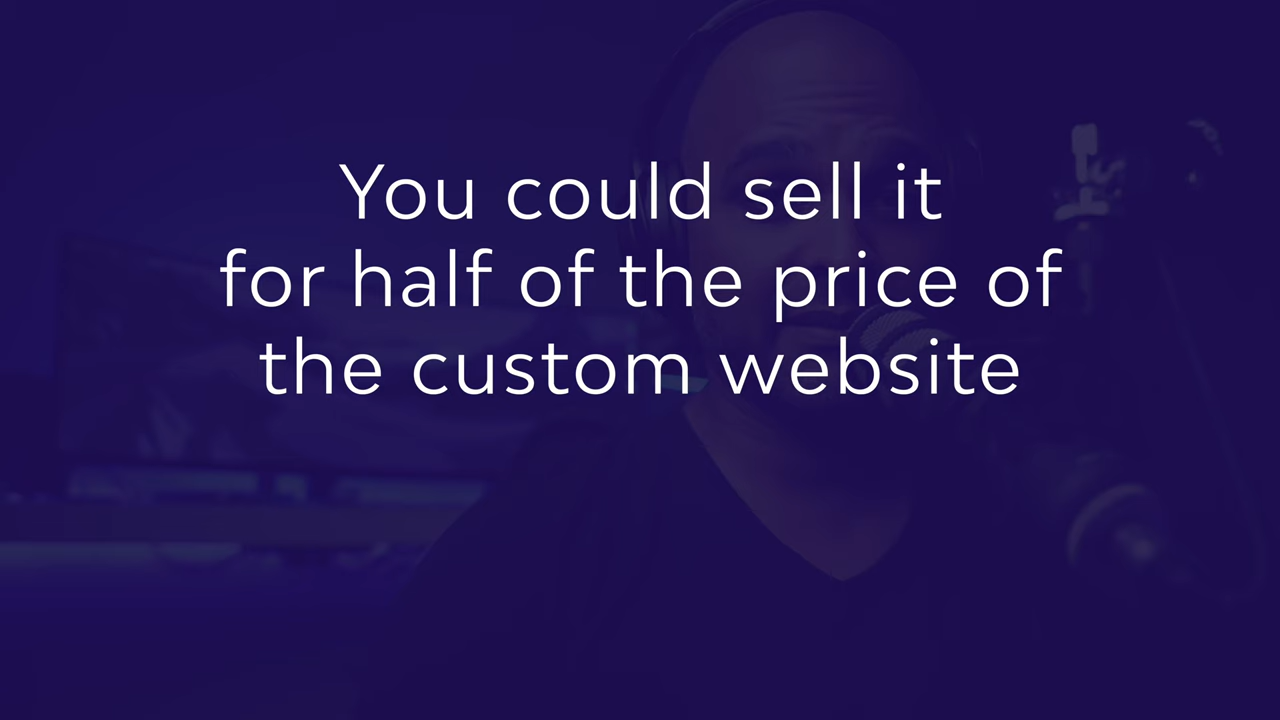 You could sell it
for half of the price of
the custom website